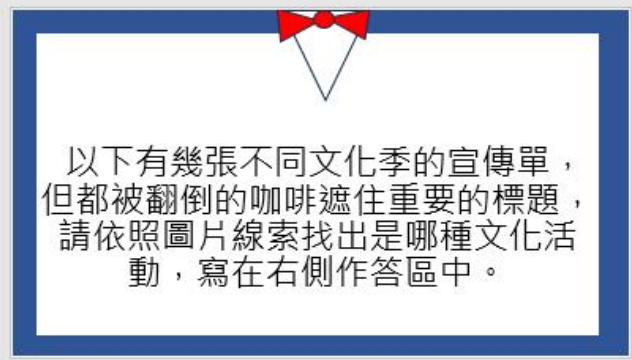 以下有幾張不同文化季的宣傳單，
但都被翻倒的咖啡遮住重要的標題，
請依照圖片線索找出是哪種文化活
動，寫在右側作答區中。